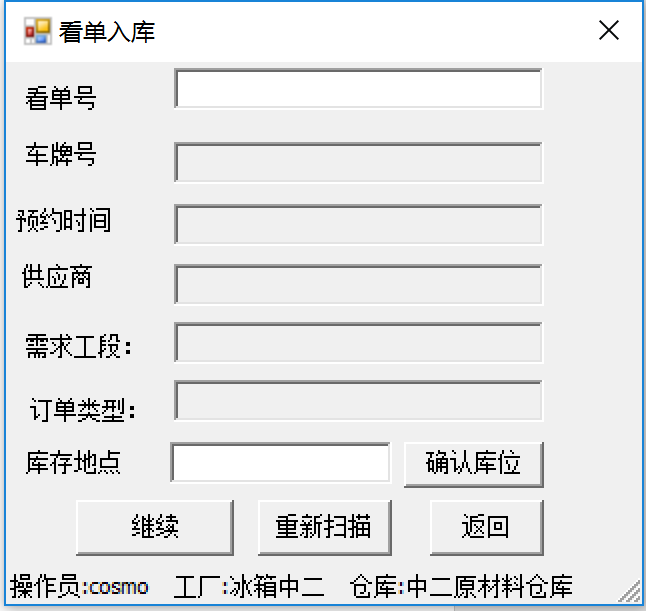 看单入库
看单号
车牌号
预约时间
供应商
需求工段：
订单类型：
库存地点 确认库位
继续 重新扫描 返回
操作员:cosmo 工厂:冰箱中二 仓库:中二原材料仓库